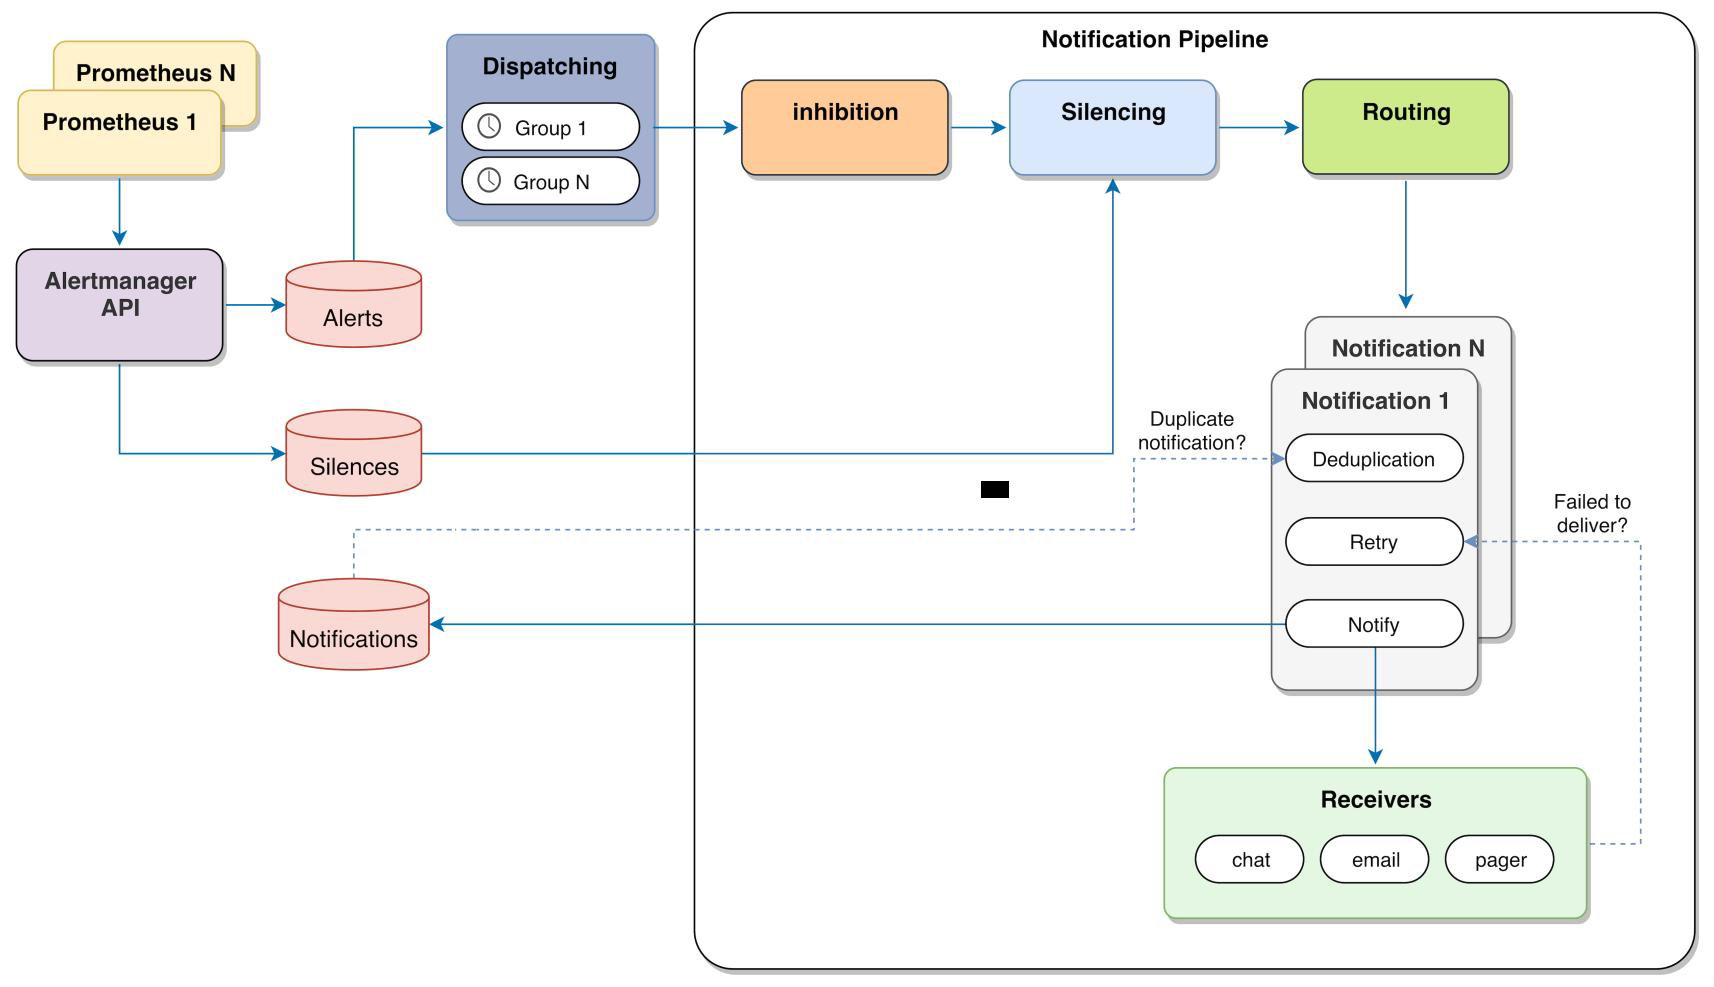 Notification Pipeline
Prometheus N
Prometheus 1
Dispatching
Group 1
Group N
inhibition
Silencing
Routing
Alertmanager
API
Alerts
Silences
Notifications
Notification N
Notification 1
Duplicate
notification?
Deduplication
Failed to
deliver?
Retry
Notify
Receivers
chat
email
pager